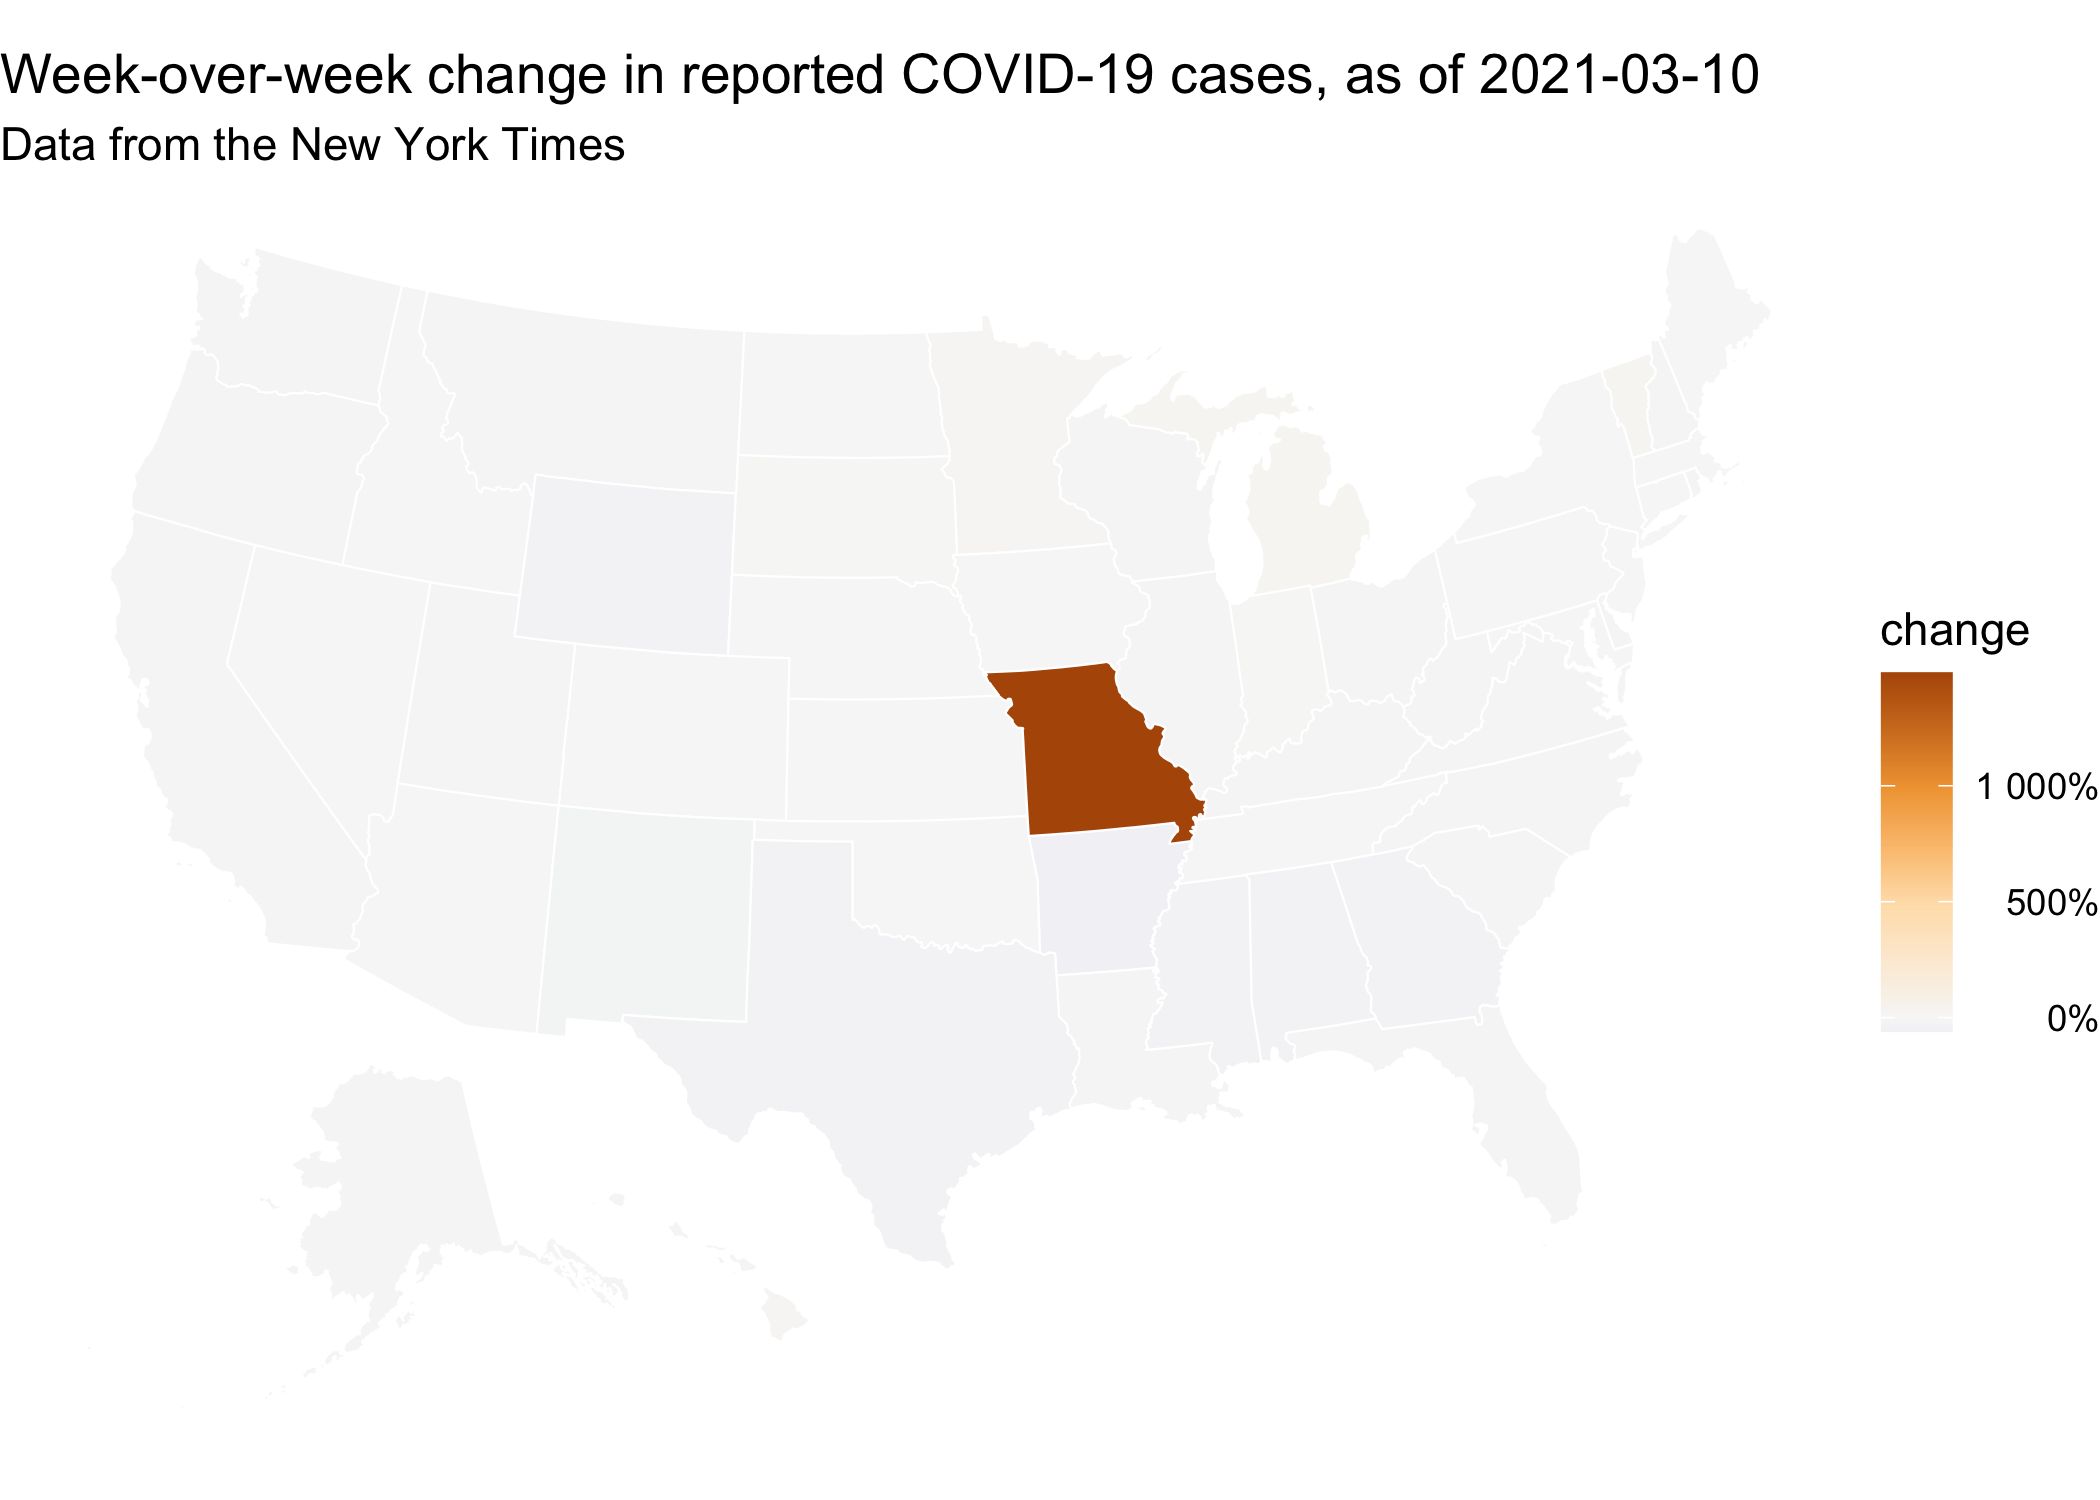 Week-over-week change in reported COVID-19 cases, as of 2021-03-10
Data from the New York Times
change
1 000%
500%
0%